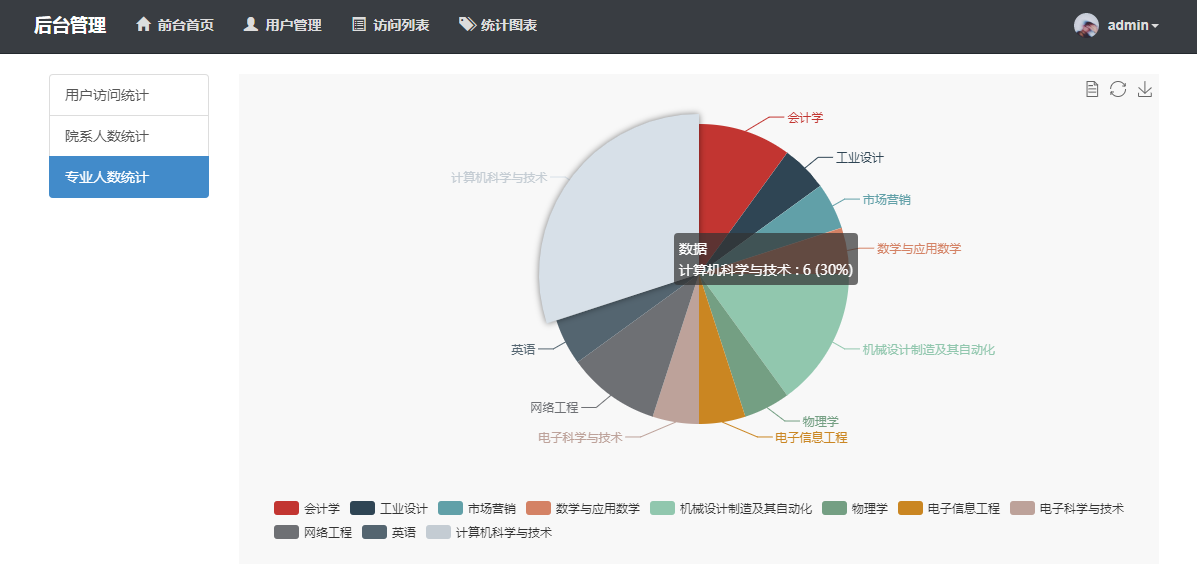 后台管理 前台首页 用户管理 访问列表 统计图表 admin
用户访问统计
院系人数统计
专业人数统计
会计学
工业设计
计算机科学与技术
市场营销
数学与应用数学
数据
计算机科学与技术 : 6 (30%)
英语
机械设计制造及其自动化
网络工程
物理学
电子科学与技术
电子信息工程
会计学 工业设计 市场营销 数学与应用数学 机械设计制造及其自动化 物理学 电子信息工程 电子科学与技术
网络工程 英语 计算机科学与技术